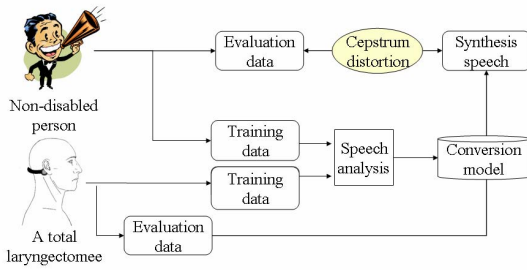 Evaluation
data
Cepstrum
distortion
Synthesis
speech
Non-disabled
person
Training
data
Speech
analysis
Conversion
model
Training
data
A total
laryngectomee
Evaluation
data